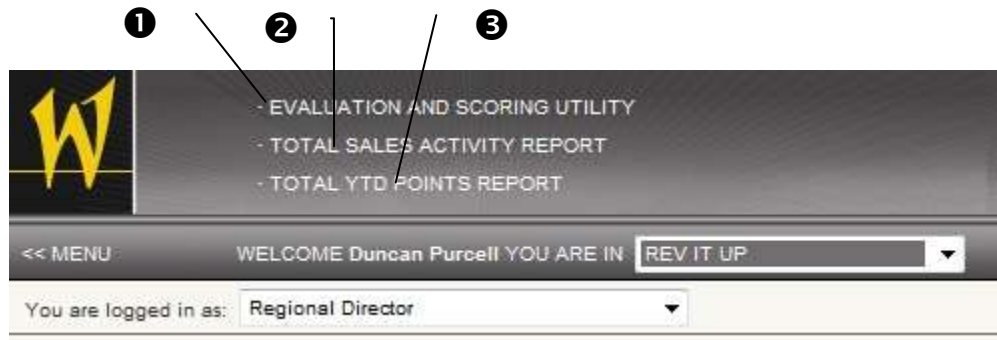 ❶ ❷ ❸
W
- EVALUATION AND SCORING UTILITY
- TOTAL SALES ACTIVITY REPORT
- TOTAL YTD POINTS REPORT
<< MENU WELCOME Duncan Purcell YOU ARE IN REV IT UP
You are logged in as: Regional Director